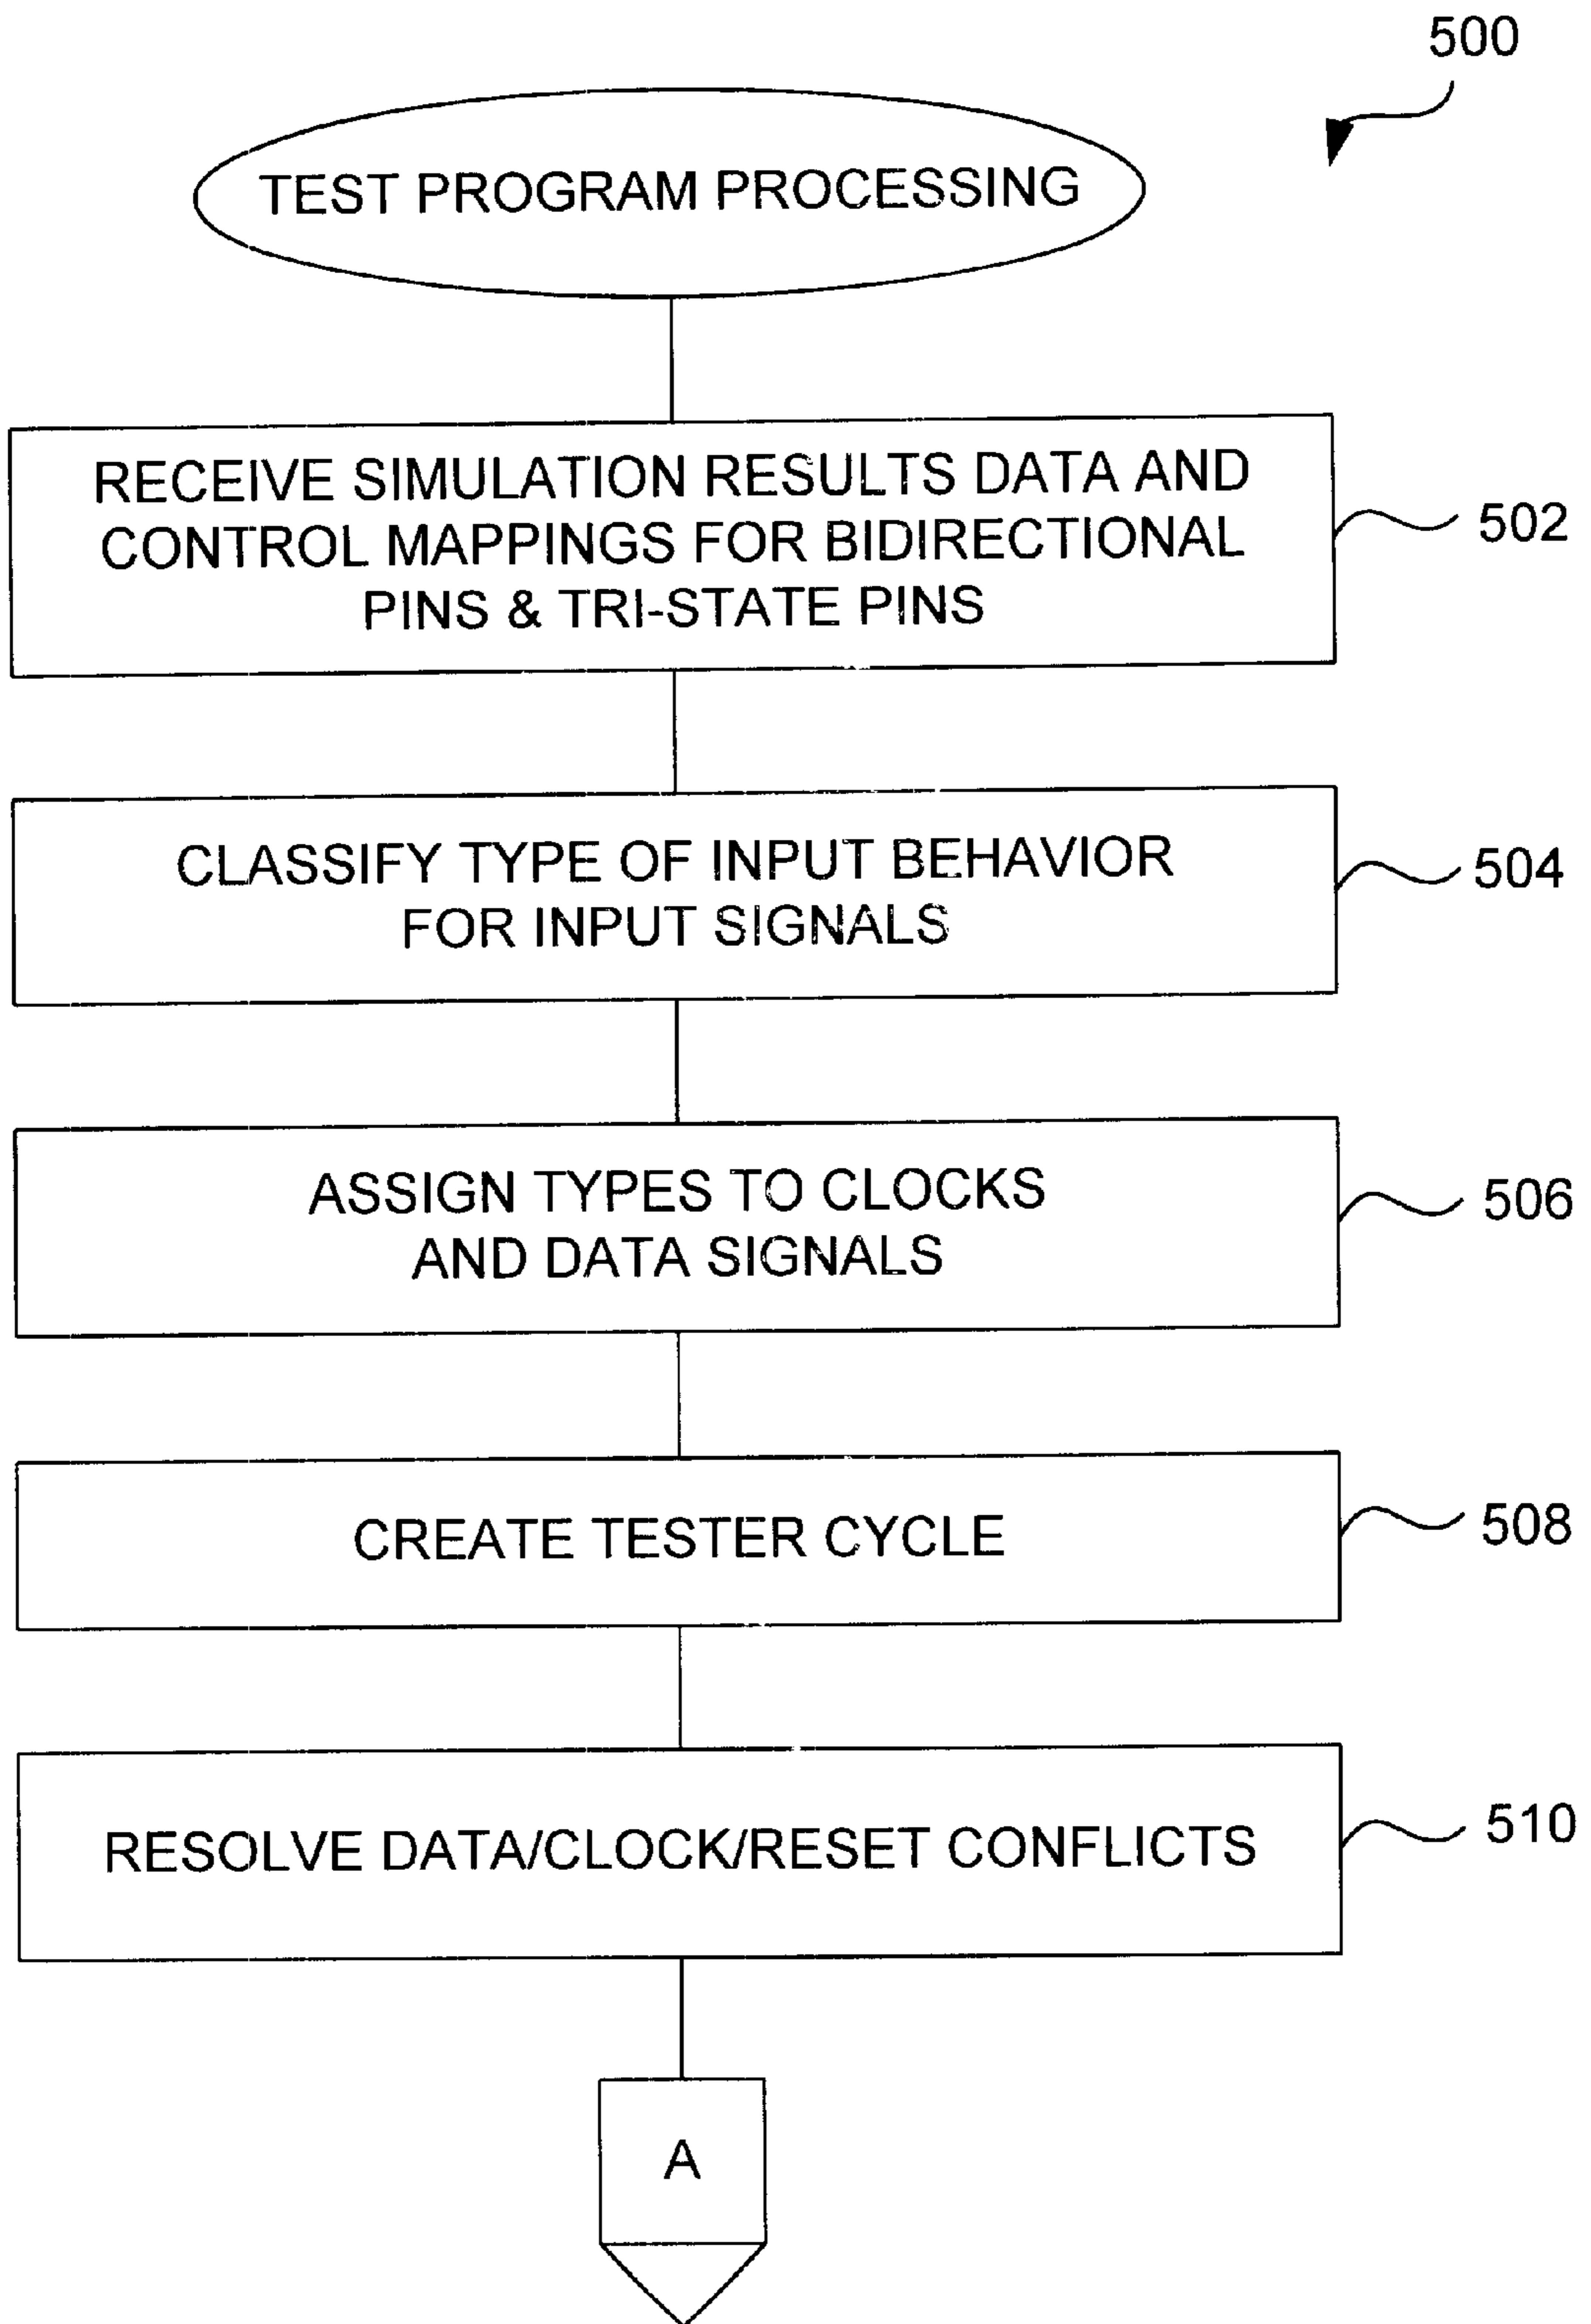 500
TEST PROGRAM PROCESSING
RECEIVE SIMULATION RESULTS DATA AND
CONTROL MAPPINGS FOR BIDIRECTIONAL
PINS & TRI-STATE PINS
502
CLASSIFY TYPE OF INPUT BEHAVIOR
FOR INPUT SIGNALS
504
ASSIGN TYPES TO CLOCKS
AND DATA SIGNALS
506
CREATE TESTER CYCLE
508
RESOLVE DATA/CLOCK/RESET CONFLICTS
510
A